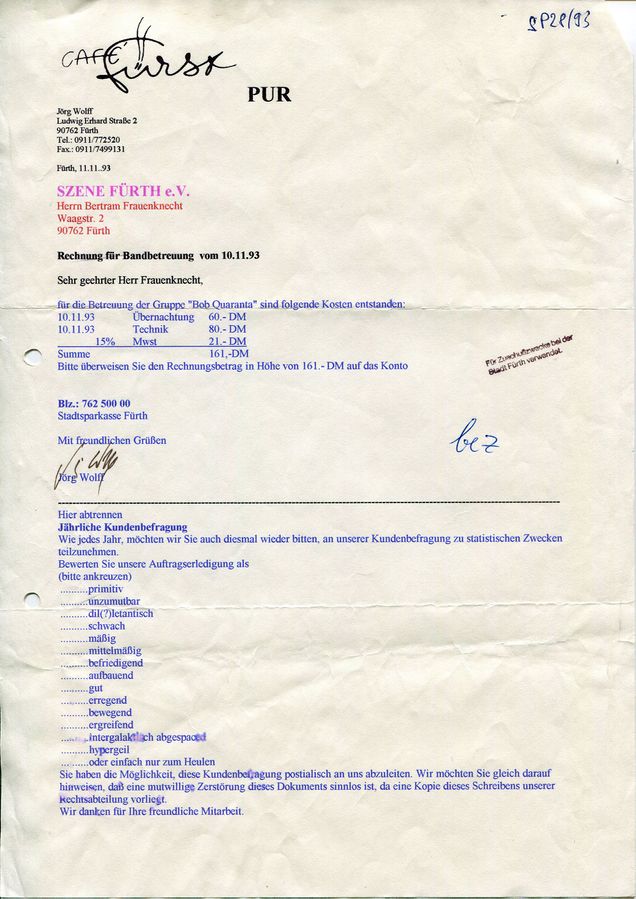 SP28/93
CAFÉ Fürst
PUR
Jörg Wolff
Ludwig Erhard Straße 2
90762 Fürth
Tel.: 0911/772520
Fax.: 0911/7499131
Fürth, 11.11..93
SZENE FÜRTH e.V.
Herrn Bertram Frauenknecht
Waagstr. 2
90762 Fürth
Rechnung für Bandbetreuung vom 10.11.93
Sehr geehrter Herr Frauenknecht,
für die Betreuung der Gruppe "Bob Quaranta" sind folgende Kosten entstanden:
10.11.93 Übernachtung 60.- DM
10.11.93 Technik 80.- DM
15% Mwst 21.- DM
Summe 161,-DM
Bitte überweisen Sie den Rechnungsbetrag in Höhe von 161.- DM auf das Konto
Für Zuschußzwecke bei der
Stadt Fürth verwendet.
Blz.: 762 500 00
Stadtsparkasse Fürth
bez
Mit freundlichen Grüßen
Jörg Wolff
Hier abtrennen
Jährliche Kundenbefragung
Wie jedes Jahr, möchten wir Sie auch diesmal wieder bitten, an unserer Kundenbefragung zu statistischen Zwecken
teilzunehmen.
Bewerten Sie unsere Auftragserledigung als
(bitte ankreuzen)
..........primitiv
..........unzumutbar
..........dil(?)letantisch
..........schwach
..........mäßig
..........mittelmäßig
..........befriedigend
..........aufbauend
..........gut
..........erregend
..........bewegend
..........ergreifend
..........intergalaktisch abgespaced
..........hypergeil
..........oder einfach nur zum Heulen
Sie haben die Möglichkeit, diese Kundenbefragung postialisch an uns abzuleiten. Wir möchten Sie gleich darauf
hinweisen, daß eine mutwillige Zerstörung dieses Dokuments sinnlos ist, da eine Kopie dieses Schreibens unserer
Rechtsabteilung vorliegt.
Wir danken für Ihre freundliche Mitarbeit.